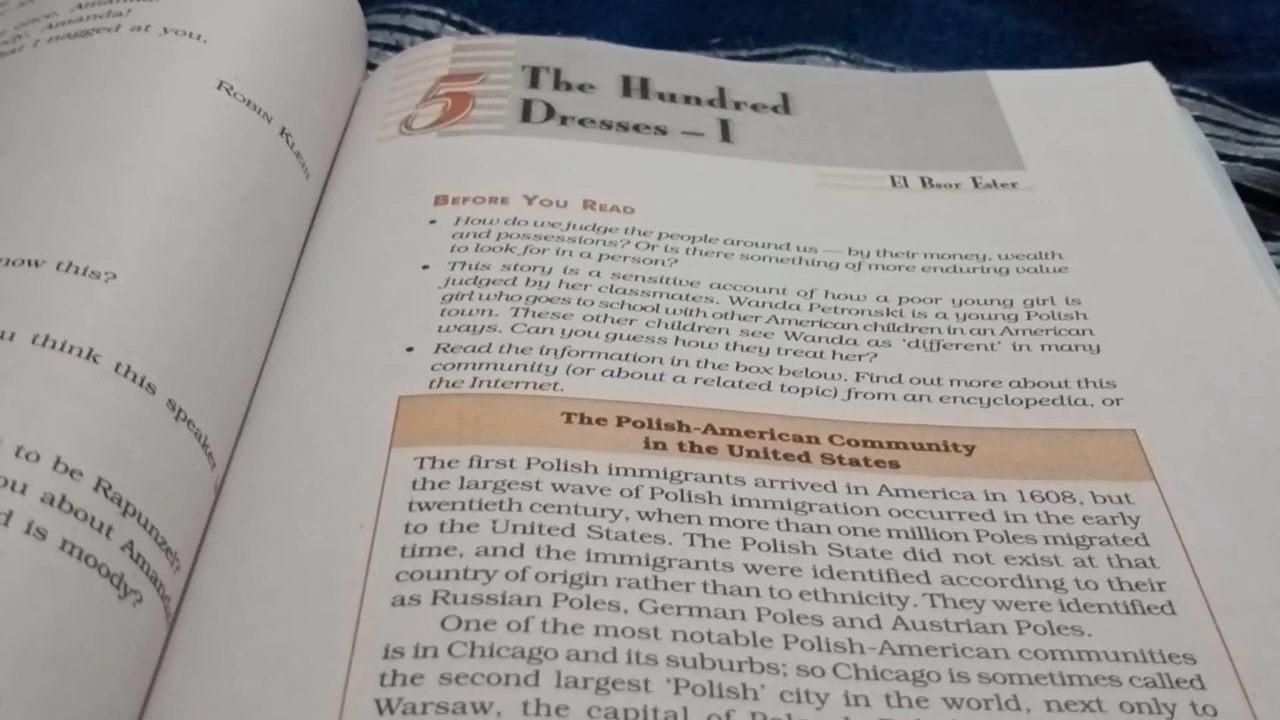 Amanda!
I nagged at you.
ROBIN KLEIN
now this?
think this speaker
to be Rapunzel?
about Amanda
is moody?
5
The Hundred
Dresses – I
El Bsor Ester
BEFORE YOU READ
• How do we judge the people around us — by their money, wealth
and possessions? Or is there something of more enduring value
to look for in a person?
• This story is a sensitive account of how a poor young girl is
judged by her classmates. Wanda Petronski is a young Polish
girl who goes to school with other American children in an American
town. These other children see Wanda as ‘different’ in many
ways. Can you guess how they treat her?
• Read the information in the box below. Find out more about this
community (or about a related topic) from an encyclopedia, or
the Internet.
The Polish-American Community
in the United States
The first Polish immigrants arrived in America in 1608, but
the largest wave of Polish immigration occurred in the early
twentieth century, when more than one million Poles migrated
to the United States. The Polish State did not exist at that
time, and the immigrants were identified according to their
country of origin rather than to ethnicity. They were identified
as Russian Poles, German Poles and Austrian Poles.
One of the most notable Polish-American communities
is in Chicago and its suburbs; so Chicago is sometimes called
the second largest ‘Polish’ city in the world, next only to
Warsaw, the capital of